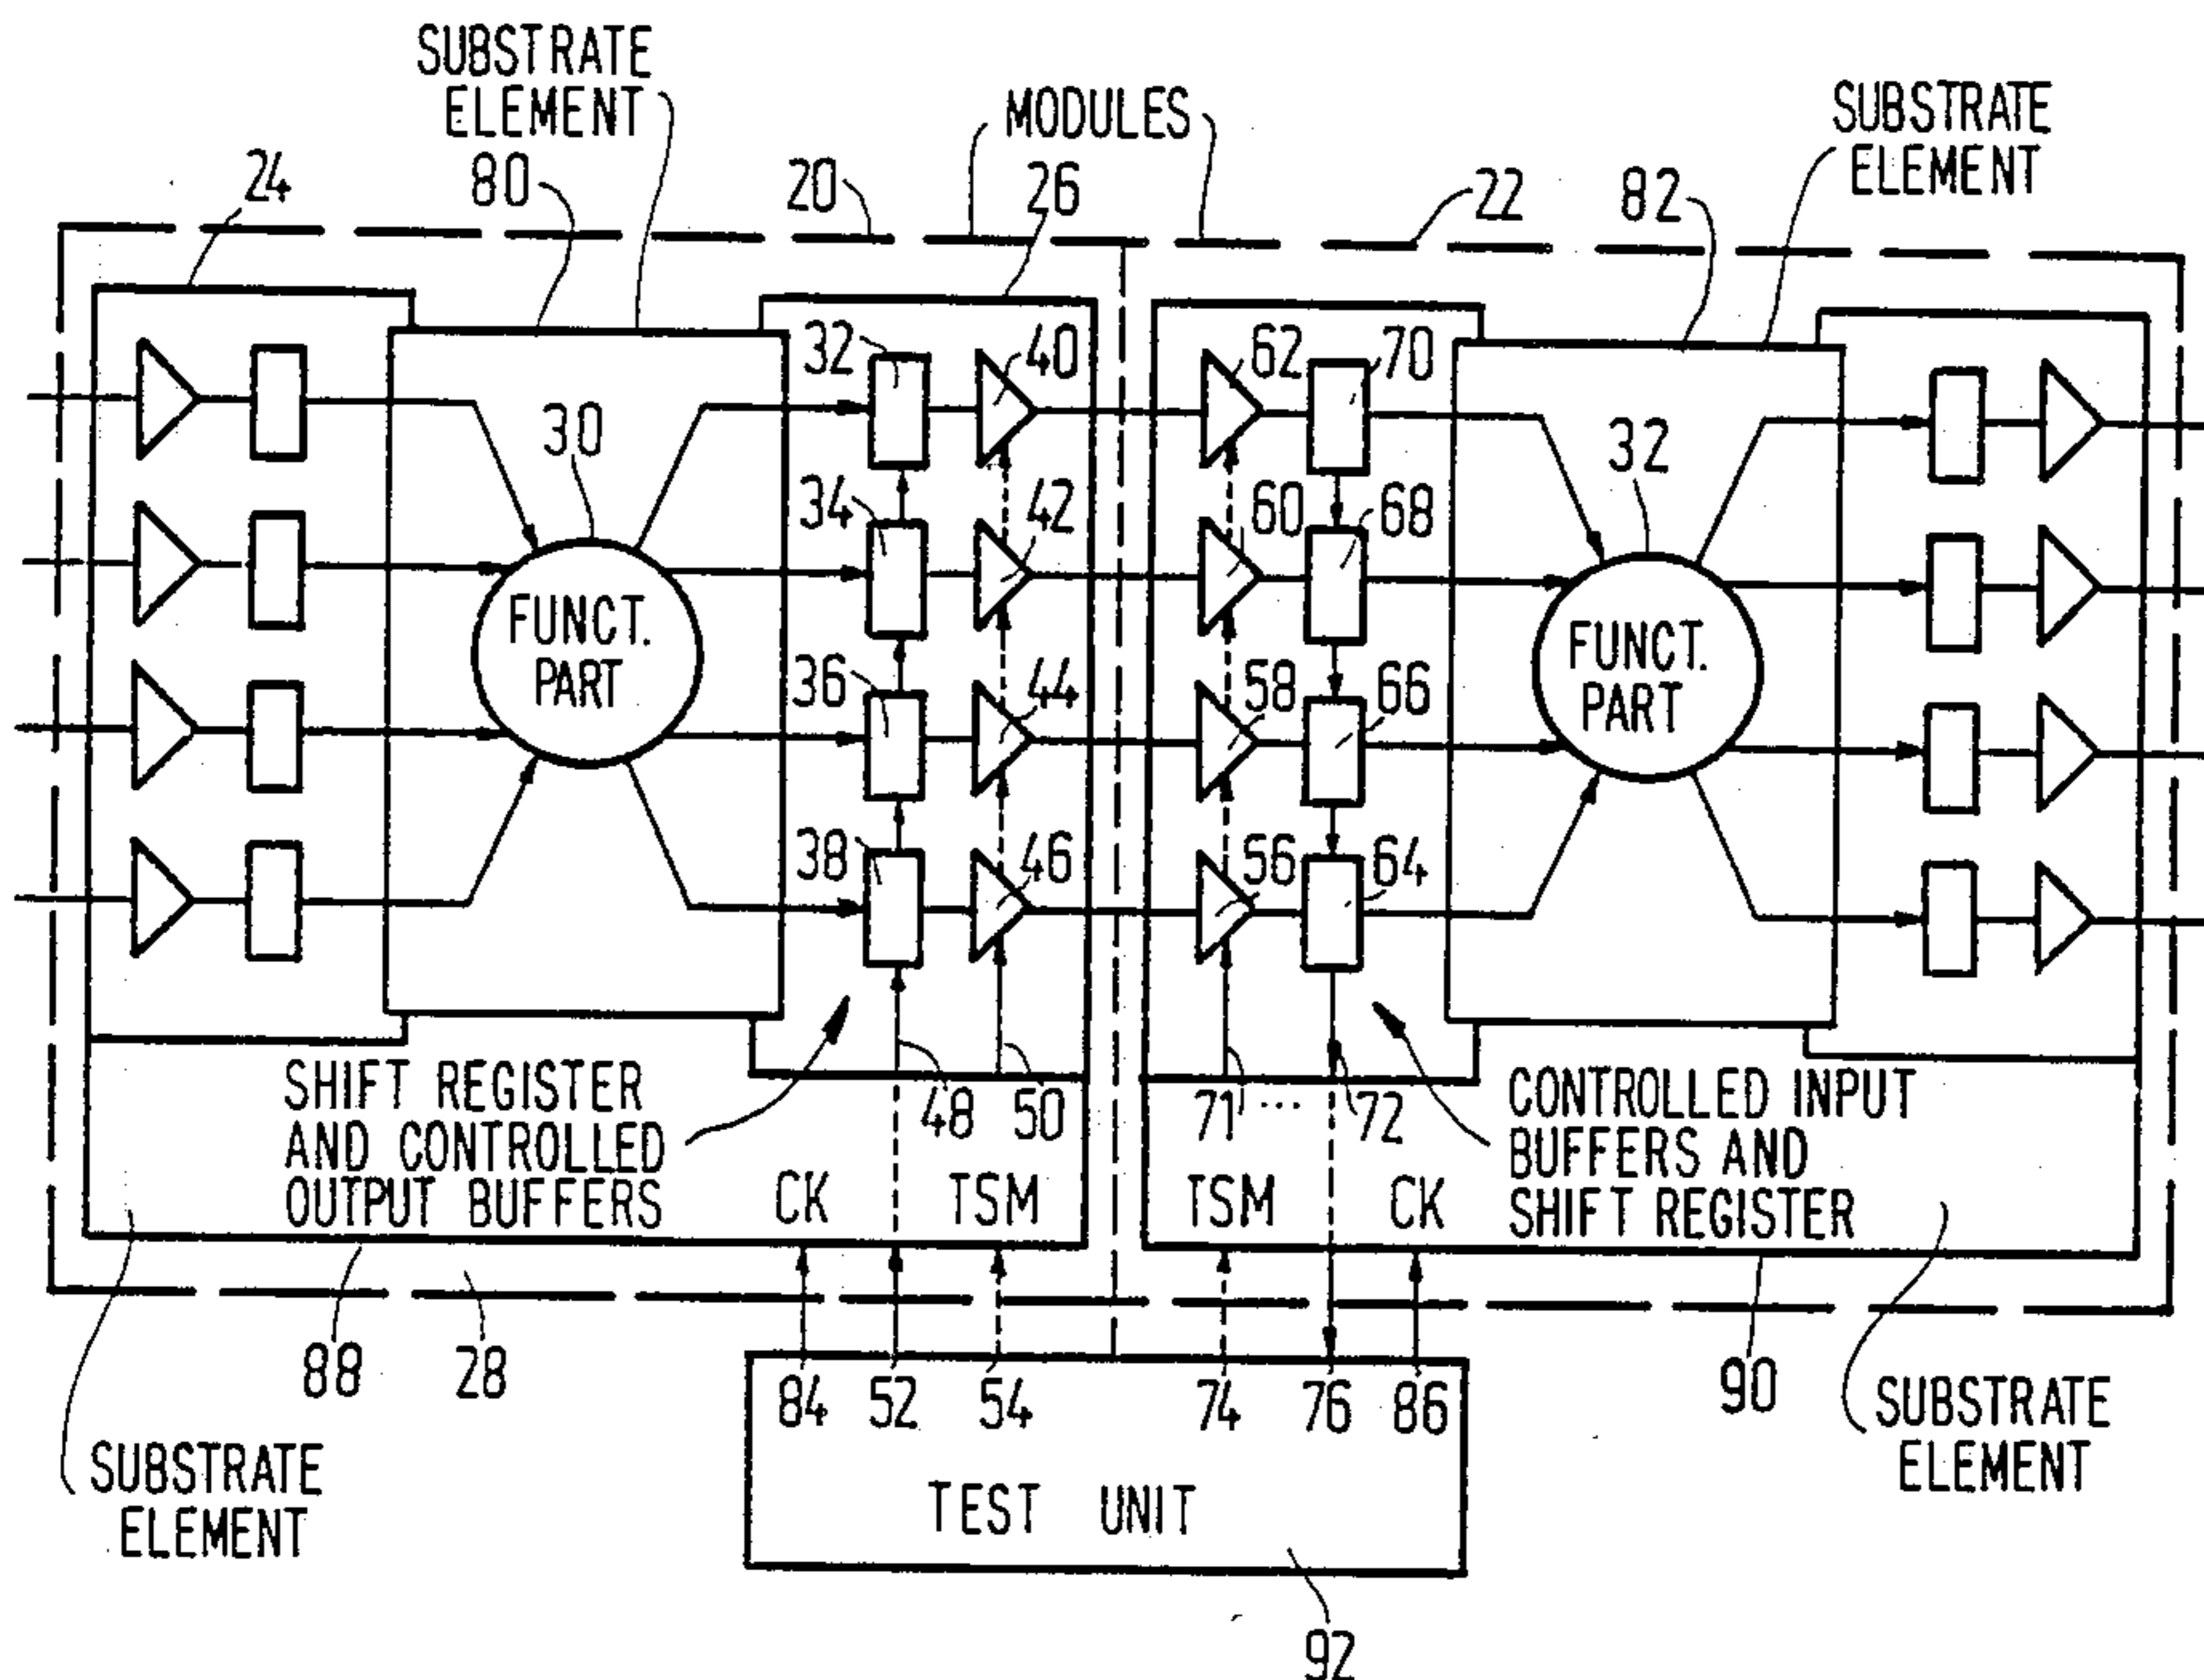 SUBSTRATE
ELEMENT
MODULES
SUBSTRATE
ELEMENT
24
80
20
26
22
82
32
40
62
70
30
32
34
42
60
68
FUNCT.
PART
FUNCT.
PART
36
44
58
66
38
46
56
64
SHIFT REGISTER
AND CONTROLLED
OUTPUT BUFFERS
48
50
71 ...
72
CONTROLLED INPUT
BUFFERS AND
SHIFT REGISTER
CK
TSM
TSM
CK
88
28
84
52
54
74
76
86
90
SUBSTRATE
ELEMENT
SUBSTRATE
ELEMENT
TEST UNIT
92